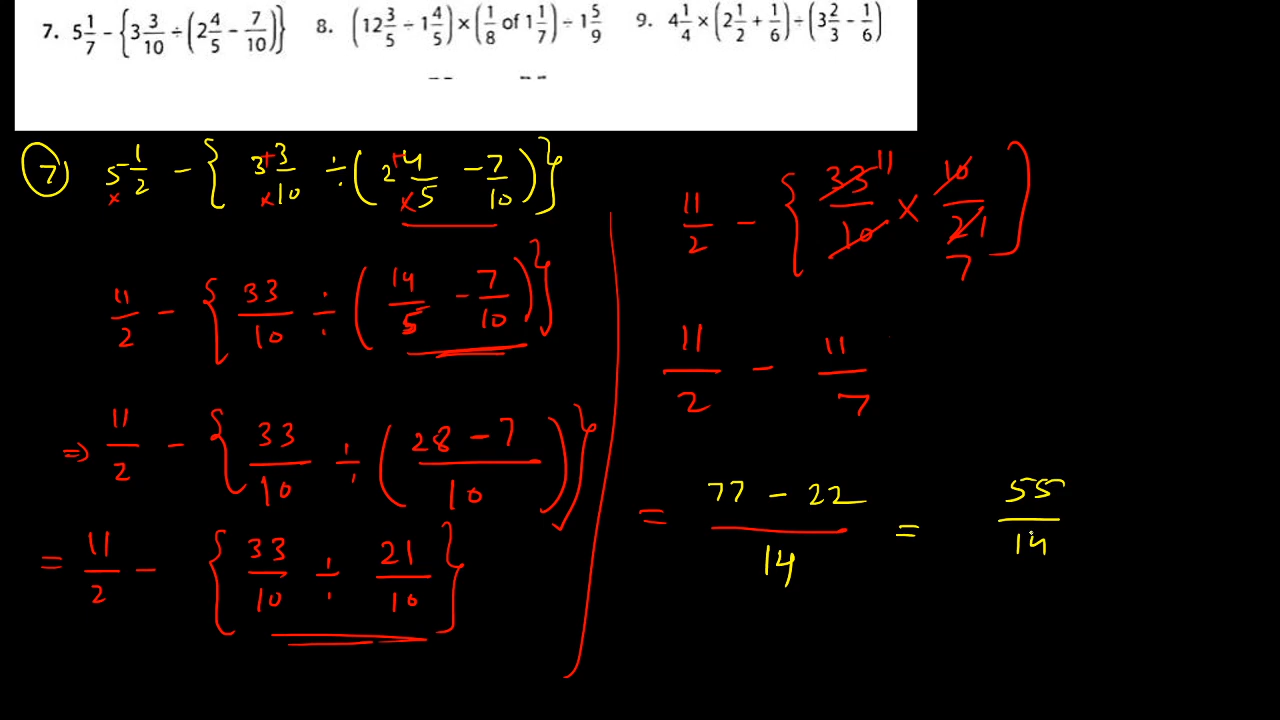 7. 5 1/7 - {3 3/10 ÷ (2 4/5 - 7/10)} 8. (12 3/5 ÷ 1 4/5) × (1/8 of 1 1/7) ÷ 1 5/9 9. 4 1/4 × (2 1/2 + 1/6) ÷ (3 2/3 - 1/6)
7) 5 1/2 - { 3 3/10 ÷ (2 4/5 - 7/10)}
11/2 - { 33/10 ÷ ( 14/5 - 7/10 )}
⇒ 11/2 - { 33/10 ÷ ( 28 - 7 / 10 )}
= 11/2 - { 33/10 ÷ 21/10 }
11/2 - { 33/10 11 × 10/21 7 }
11/2 - 11/7
= 77 - 22 / 14 = 55/14